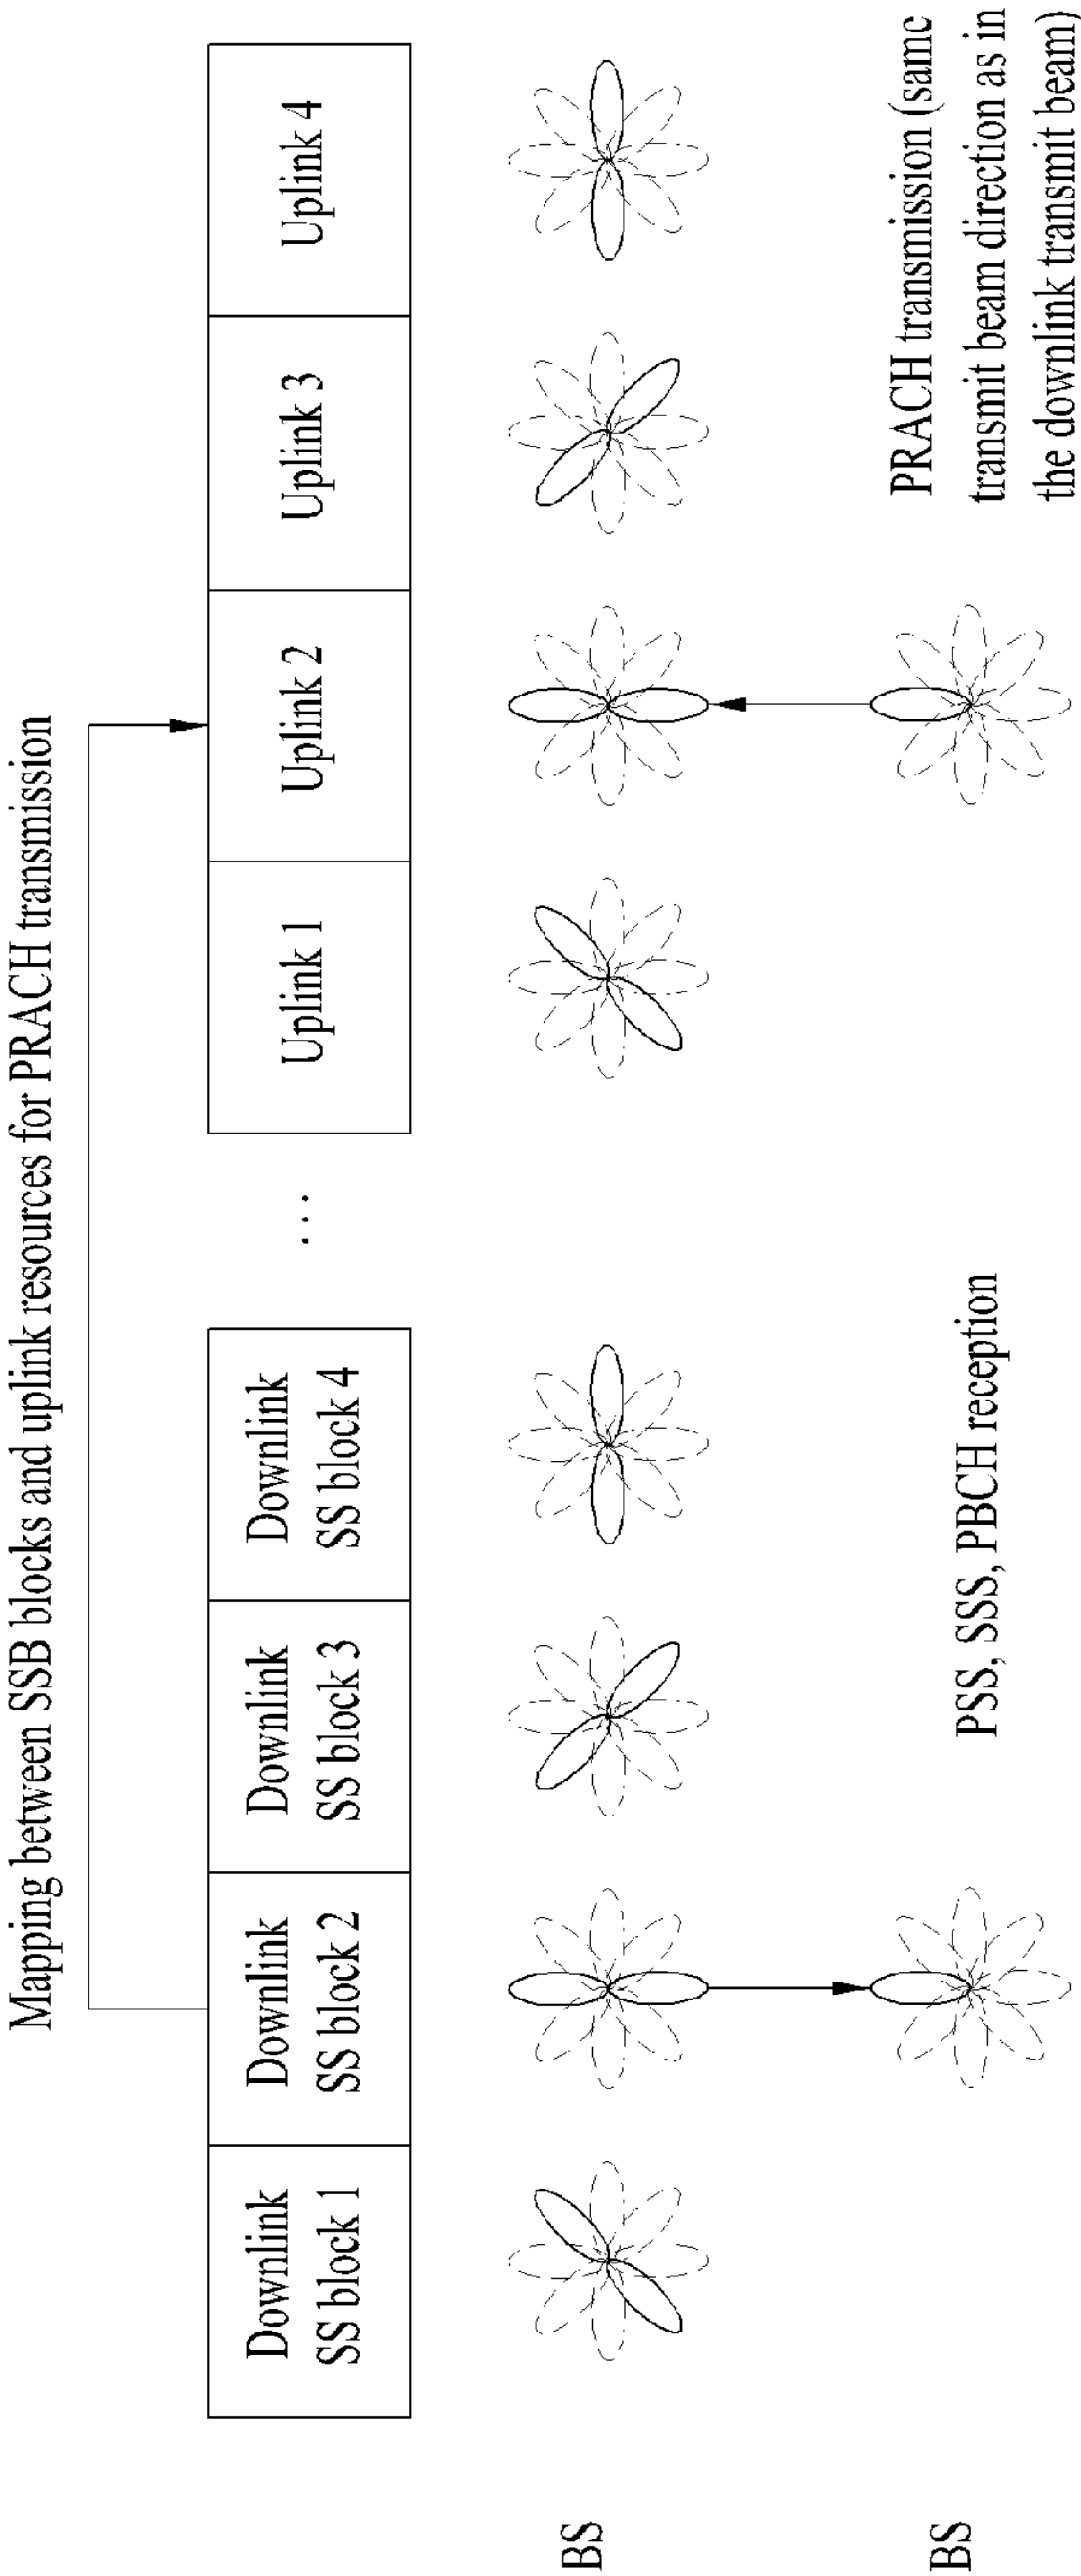 Mapping between SSB blocks and uplink resources for PRACH transmission
Downlink
SS block 1
Downlink
SS block 2
Downlink
SS block 3
Downlink
SS block 4
...
Uplink 1
Uplink 2
Uplink 3
Uplink 4
BS
BS
PSS, SSS, PBCH reception
PRACH transmission (same
transmit beam direction as in
the downlink transmit beam)